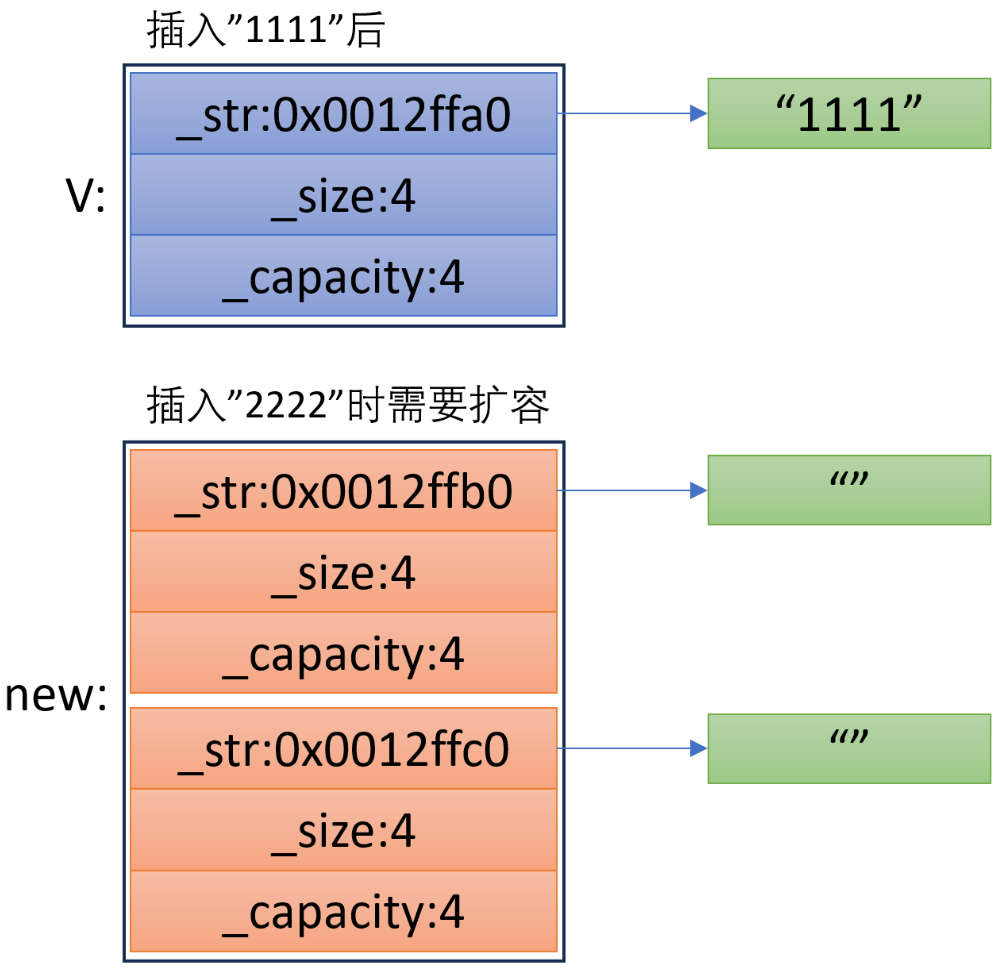 插入”1111”后
_str:0x0012ffa0
“1111”
V:
_size:4
_capacity:4
插入”2222”时需要扩容
_str:0x0012ffb0
“”
_size:4
_capacity:4
new:
_str:0x0012ffc0
“”
_size:4
_capacity:4